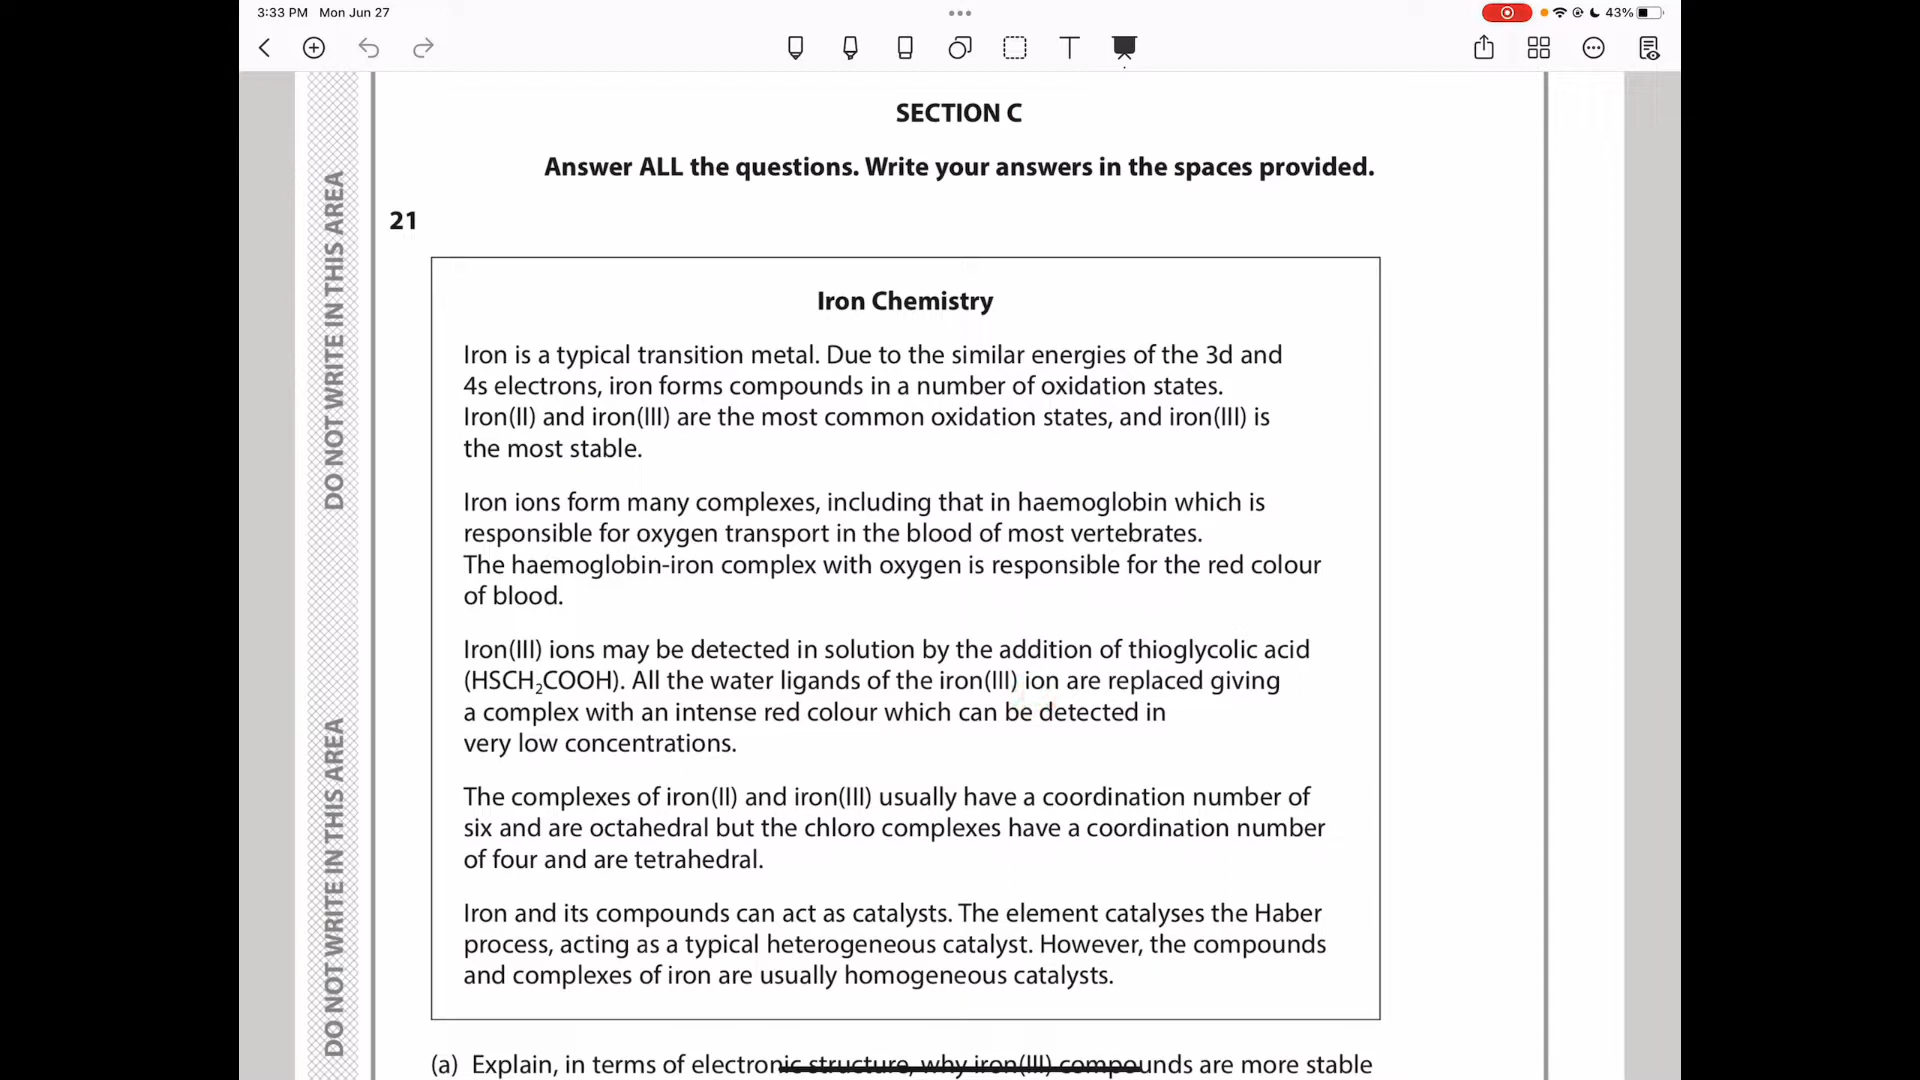 3:33 PM Mon Jun 27
43%
T
SECTION C
Answer ALL the questions. Write your answers in the spaces provided.
21
Iron Chemistry
Iron is a typical transition metal. Due to the similar energies of the 3d and
4s electrons, iron forms compounds in a number of oxidation states.
Iron(II) and iron(III) are the most common oxidation states, and iron(III) is
the most stable.
Iron ions form many complexes, including that in haemoglobin which is
responsible for oxygen transport in the blood of most vertebrates.
The haemoglobin-iron complex with oxygen is responsible for the red colour
of blood.
Iron(III) ions may be detected in solution by the addition of thioglycolic acid
(HSCH₂COOH). All the water ligands of the iron(III) ion are replaced giving
a complex with an intense red colour which can be detected in
very low concentrations.
The complexes of iron(II) and iron(III) usually have a coordination number of
six and are octahedral but the chloro complexes have a coordination number
of four and are tetrahedral.
Iron and its compounds can act as catalysts. The element catalyses the Haber
process, acting as a typical heterogeneous catalyst. However, the compounds
and complexes of iron are usually homogeneous catalysts.
(a) Explain, in terms of electronic structure, why iron(III) compounds are more stable
DO NOT WRITE IN THIS AREA
DO NOT WRITE IN THIS AREA